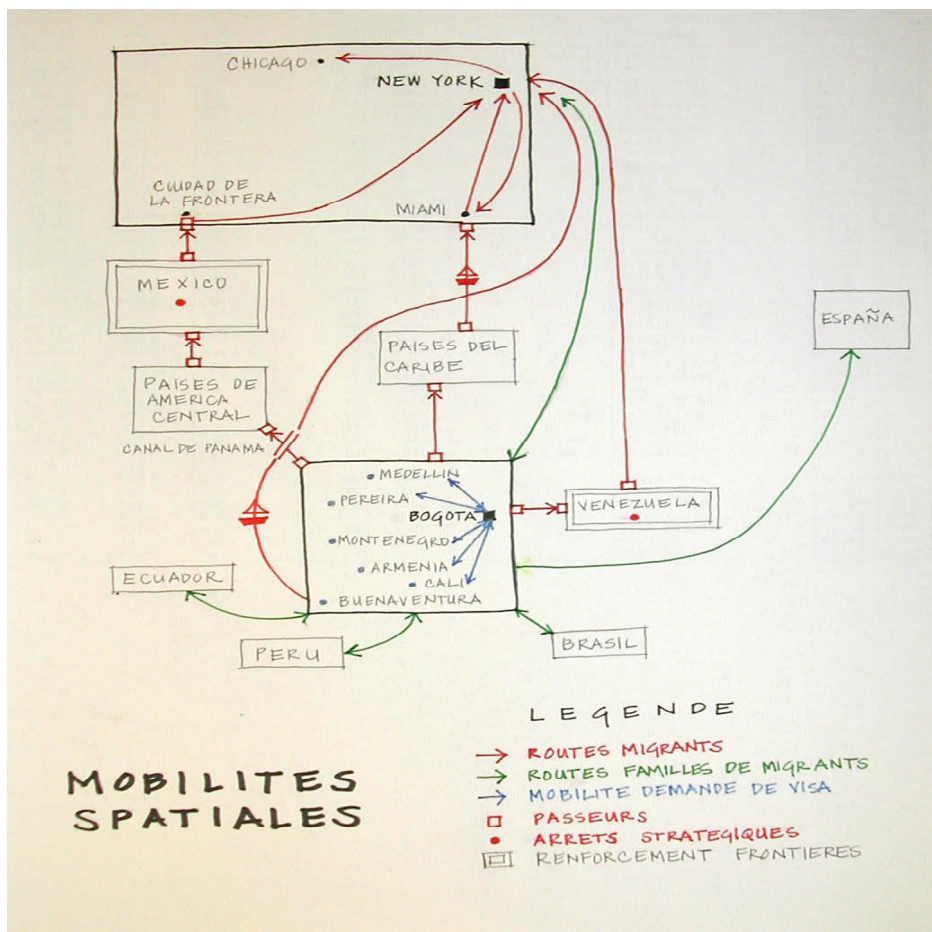 CHICAGO
NEW YORK
CIUDAD DE
LA FRONTERA
MIAMI
MEXICO
ESPAÑA
PAISES DEL
CARIBE
PAISES DE
AMERICA
CENTRAL
CANAL DE PANAMA
MEDELLIN
PEREIRA
BOGOTA
VENEZUELA
MONTENEGRO
ARMENIA
ECUADOR
CALI
BUENAVENTURA
PERU
BRASIL
LEGENDE
ROUTES MIGRANTS
ROUTES FAMILLES DE MIGRANTS
MOBILITE DEMANDE DE VISA
PASSEURS
ARRETS STRATEGIQUES
RENFORCEMENT FRONTIERES
MOBILITES
SPATIALES